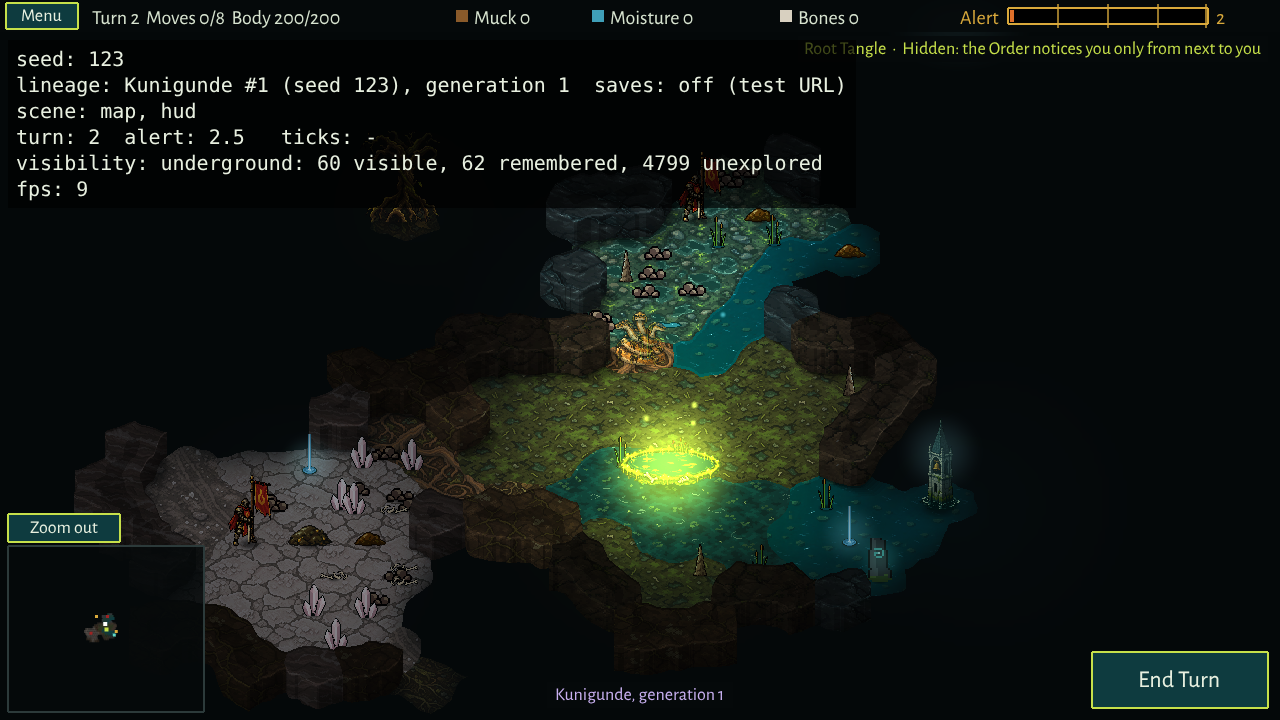 Menu Turn 2 Moves 0/8 Body 200/200 Muck 0 Moisture 0 Bones 0 Alert 2
Root Tangle · Hidden: the Order notices you only from next to you
seed: 123
lineage: Kunigunde #1 (seed 123), generation 1 saves: off (test URL)
scene: map, hud
turn: 2 alert: 2.5 ticks: -
visibility: underground: 60 visible, 62 remembered, 4799 unexplored
fps: 9
Zoom out
End Turn
Kunigunde, generation 1